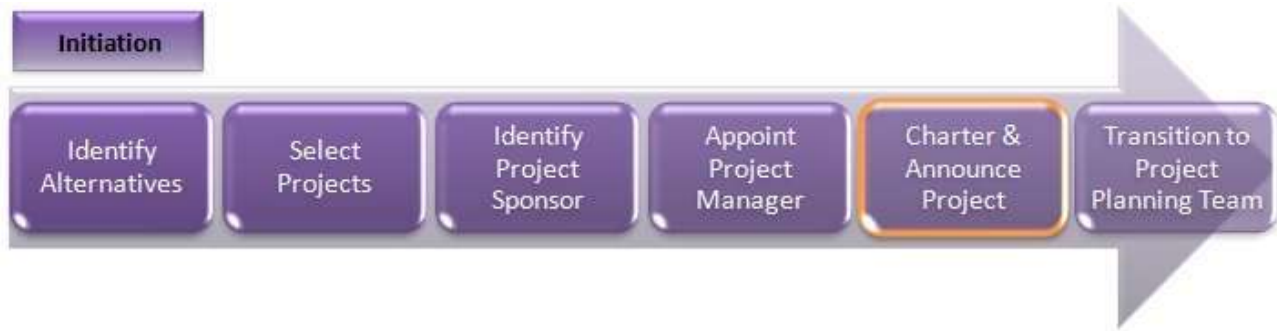 Initiation
Identify
Alternatives
Select
Projects
Identify
Project
Sponsor
Appoint
Project
Manager
Charter &
Announce
Project
Transition to
Project
Planning Team